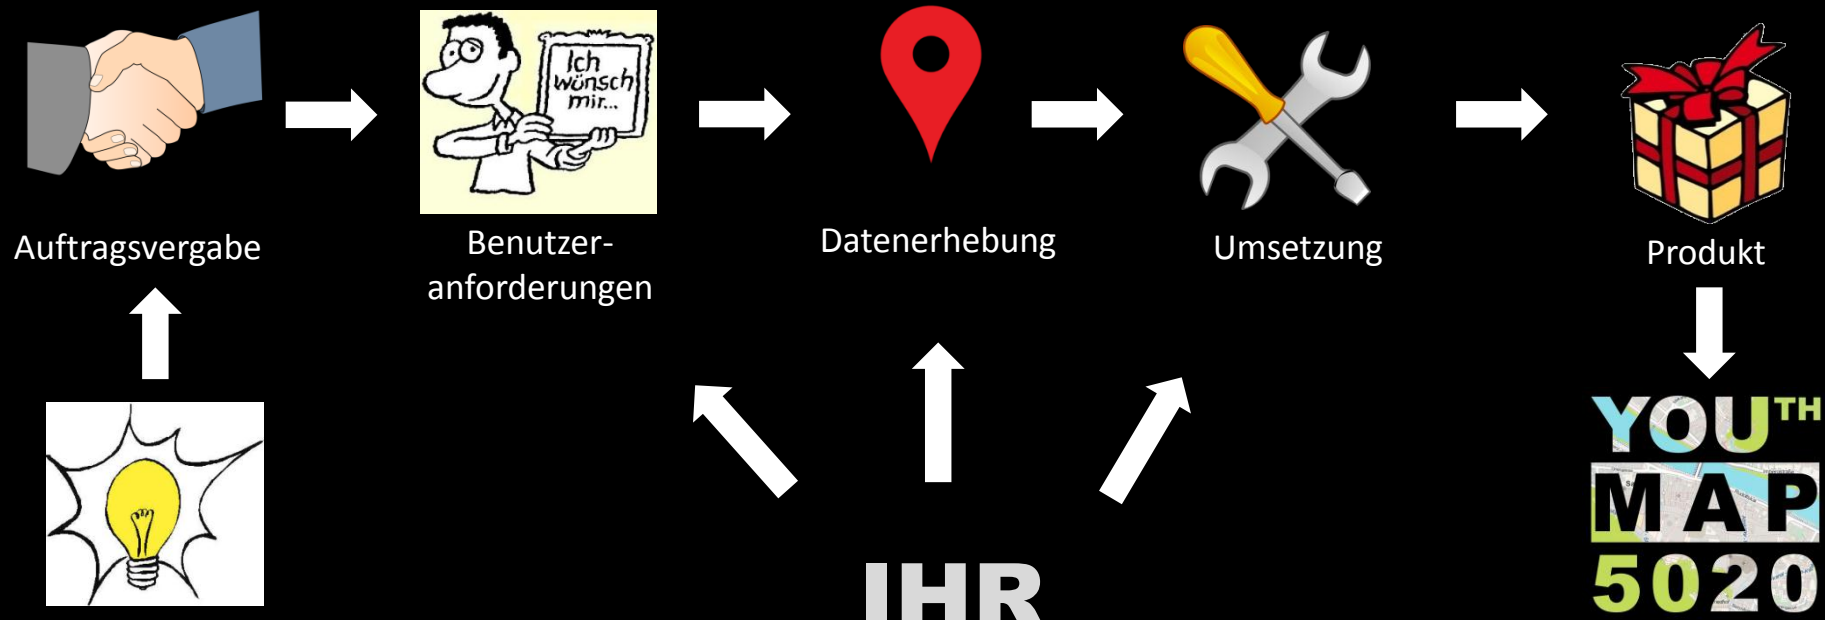 Ich
wünsch
mir...
Auftragsvergabe
Benutzer-
anforderungen
Datenerhebung
Umsetzung
Produkt
IHR
YOUTH
MAP
5020